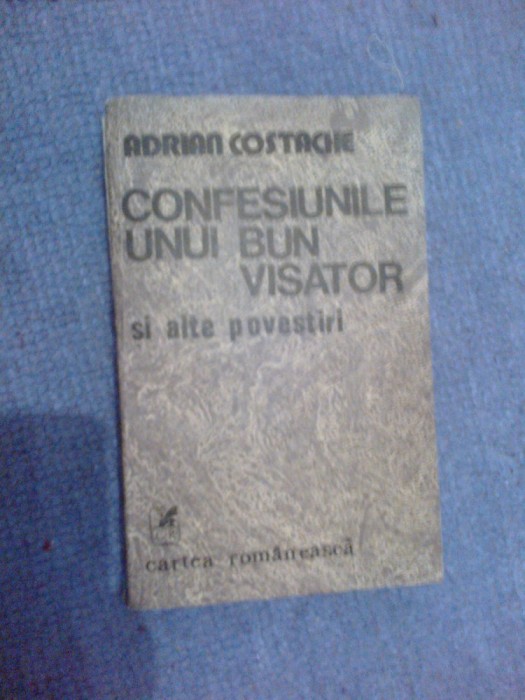 ADRIAN COSTACHE
CONFESIUNILE
UNUI BUN
VISATOR
si alte povestiri
cartea românească